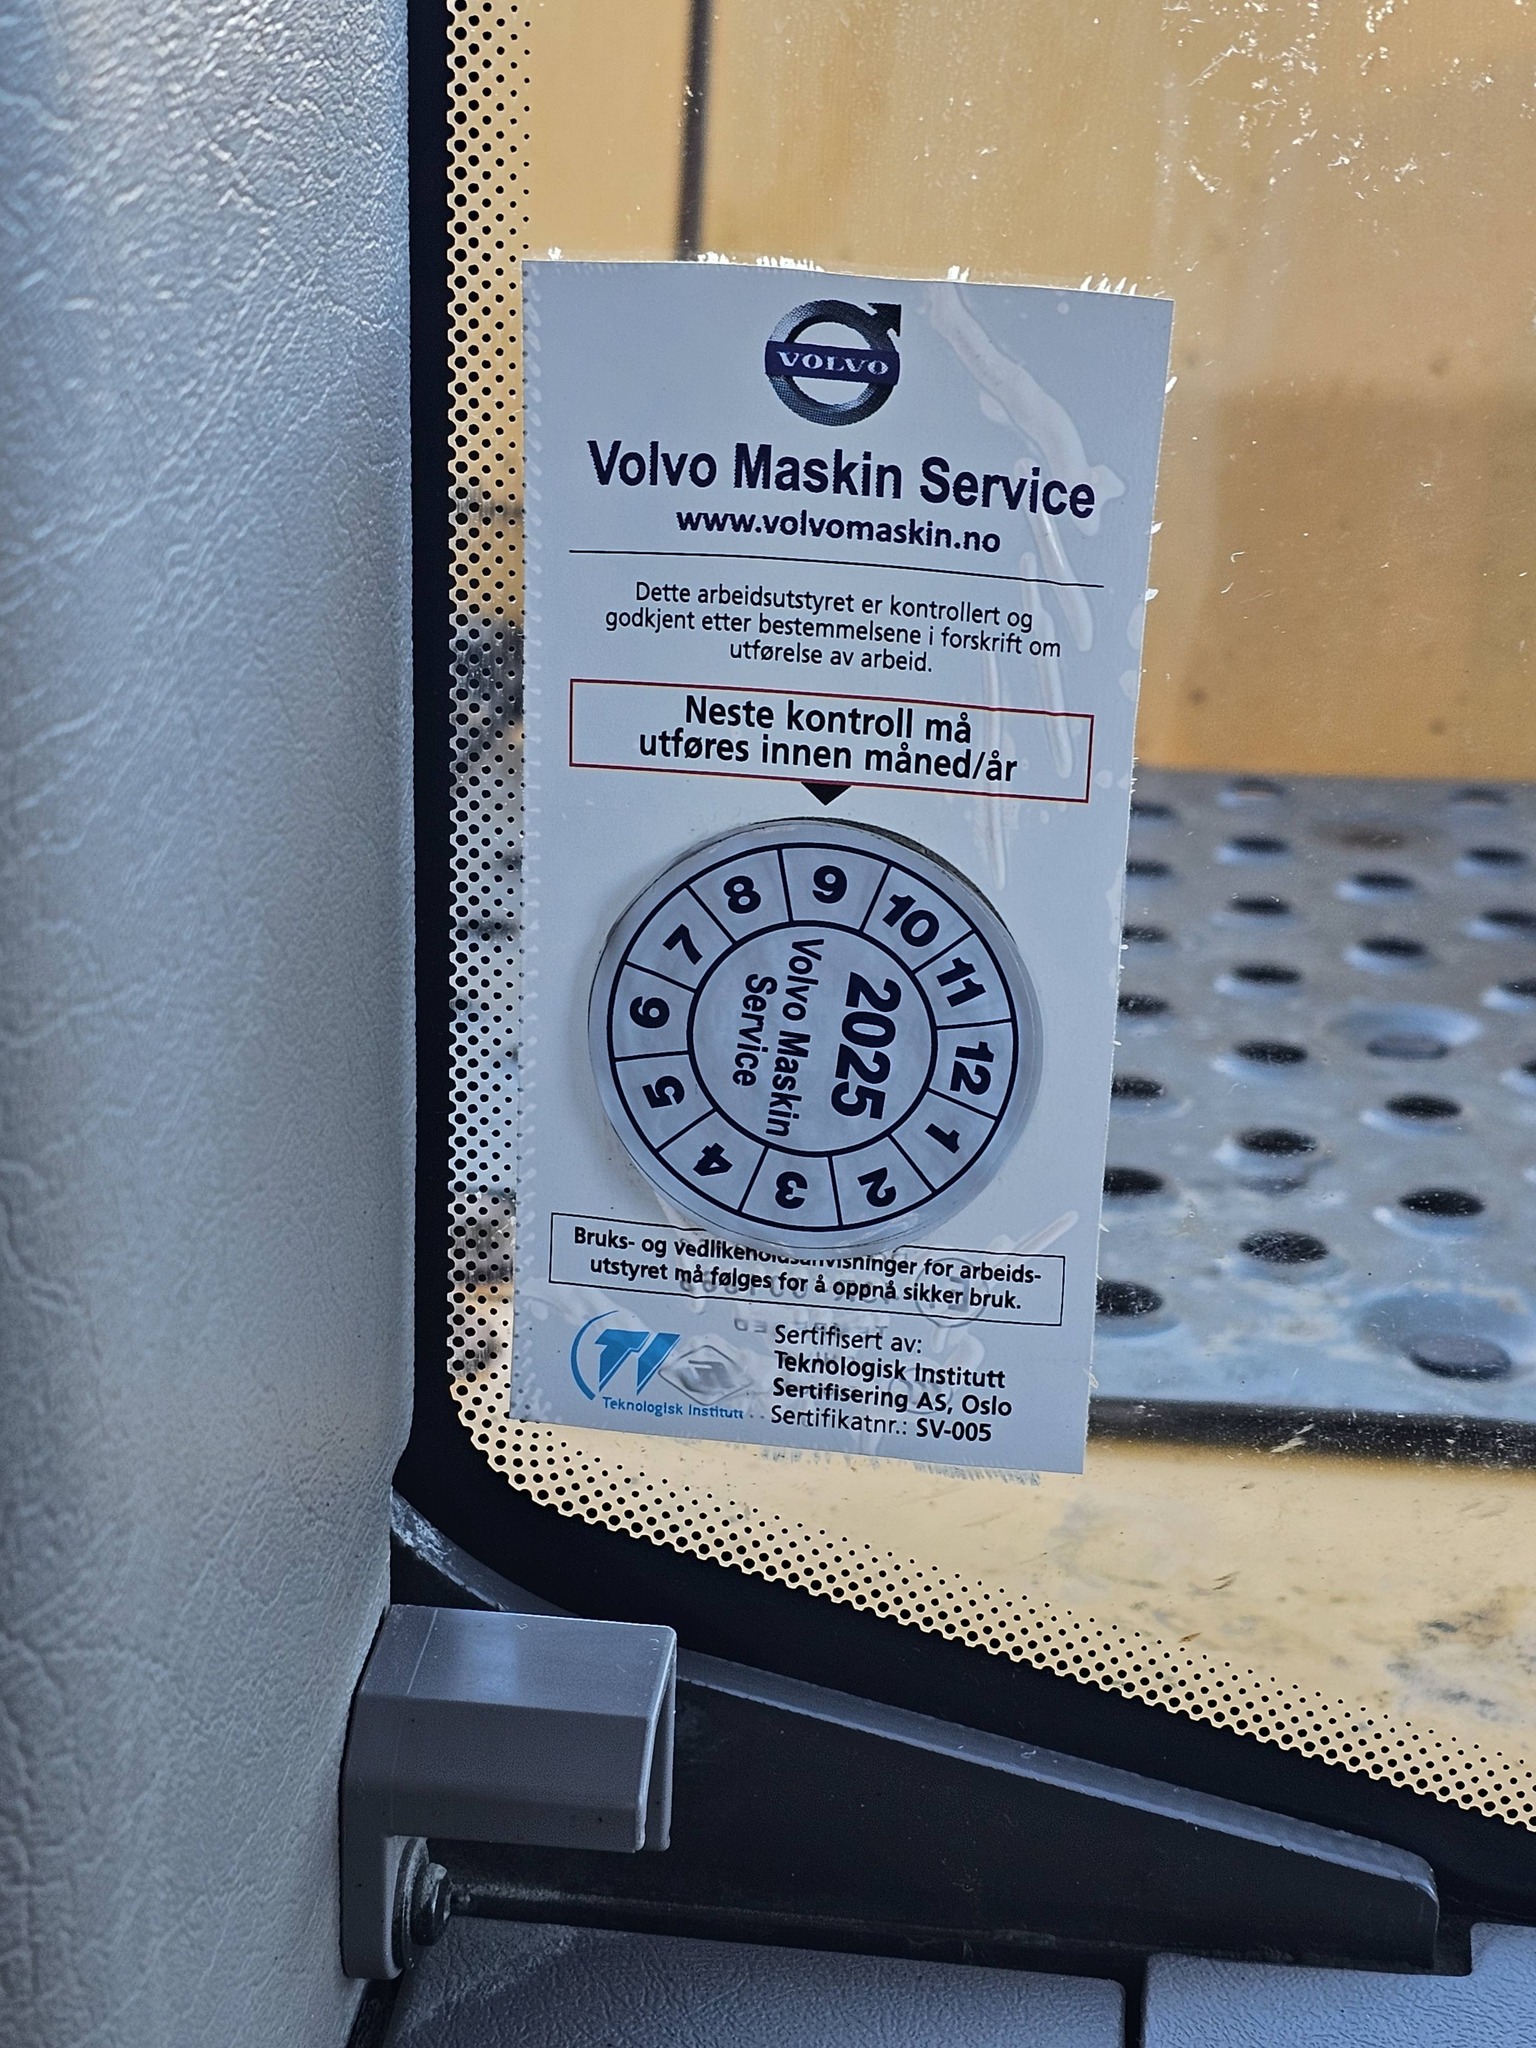 VOLVO
Volvo Maskin Service
www.volvomaskin.no
Dette arbeidsutstyret er kontrollert og
godkjent etter bestemmelsene i forskrift om
utførelse av arbeid.
Neste kontroll må
utføres innen måned/år
9
10
11
12
1
2
3
4
5
6
7
8
2025
Volvo Maskin
Service
Bruks- og vedlikeholdsanvisninger for arbeids-
utstyret må følges for å oppnå sikker bruk.
TI
Teknologisk Institutt
Sertifisert av:
Teknologisk Institutt
Sertifisering AS, Oslo
Sertifikatnr.: SV-005